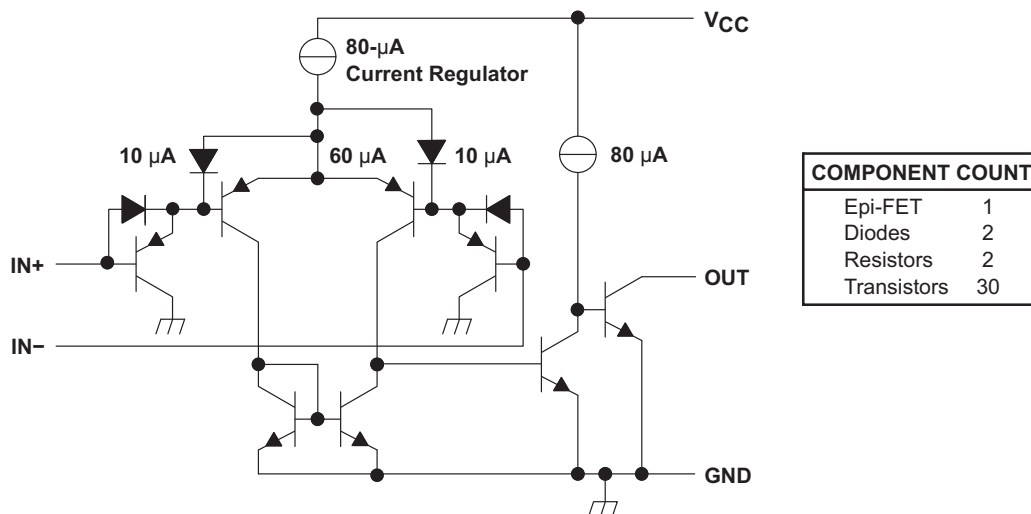 VCC
80-µA
Current Regulator
10 µA
60 µA
10 µA
80 µA
IN+
OUT
IN−
GND
COMPONENT COUNT
Epi-FET 1
Diodes 2
Resistors 2
Transistors 30